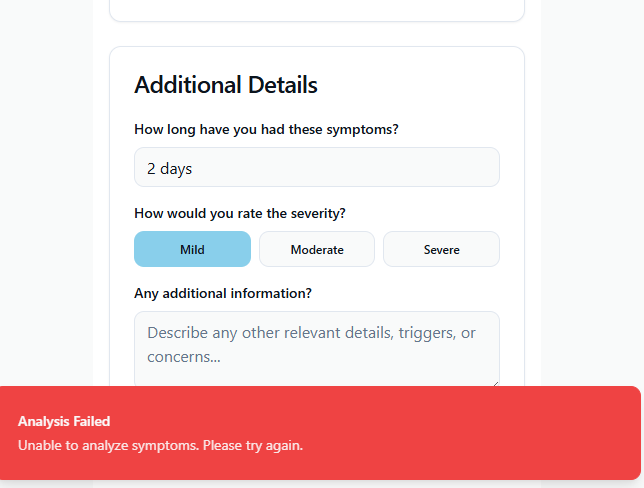 Additional Details
How long have you had these symptoms?
2 days
How would you rate the severity?
Mild Moderate Severe
Any additional information?
Describe any other relevant details, triggers, or
concerns...
Analysis Failed
Unable to analyze symptoms. Please try again.